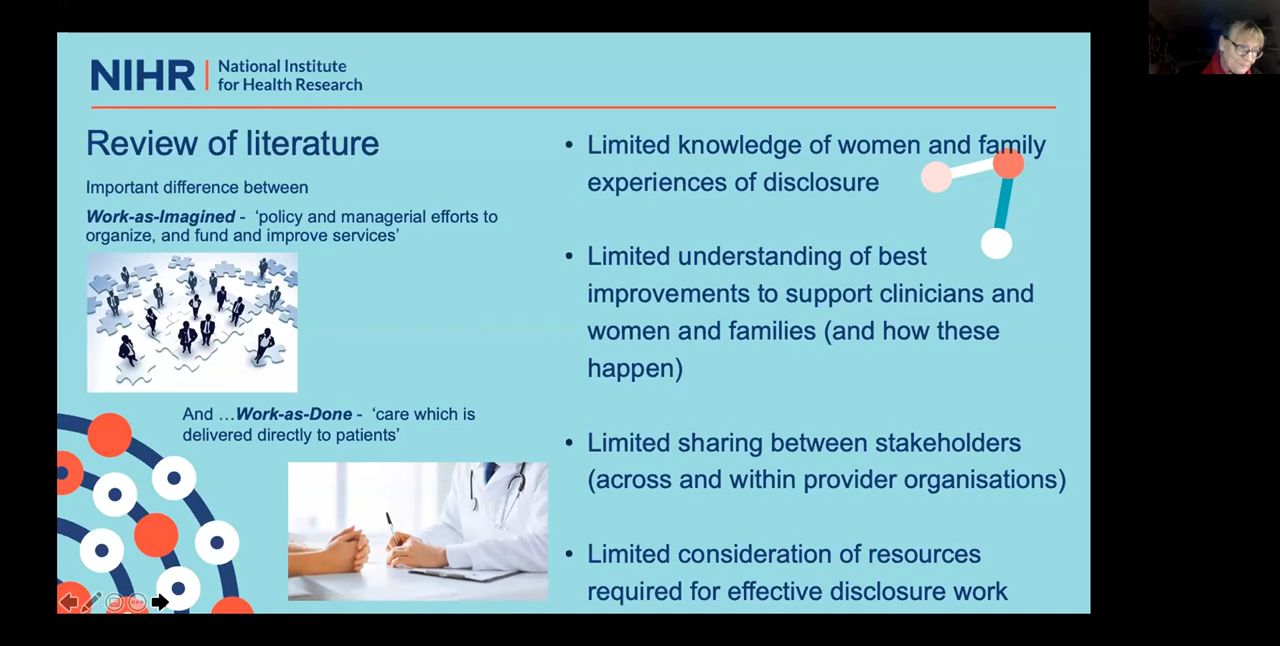 NIHR
National Institute
for Health Research
Review of literature
Important difference between
Work-as-Imagined - ‘policy and managerial efforts to
organize, and fund and improve services’
And …Work-as-Done - ‘care which is
delivered directly to patients’
• Limited knowledge of women and family
experiences of disclosure
• Limited understanding of best
improvements to support clinicians and
women and families (and how these
happen)
• Limited sharing between stakeholders
(across and within provider organisations)
• Limited consideration of resources
required for effective disclosure work